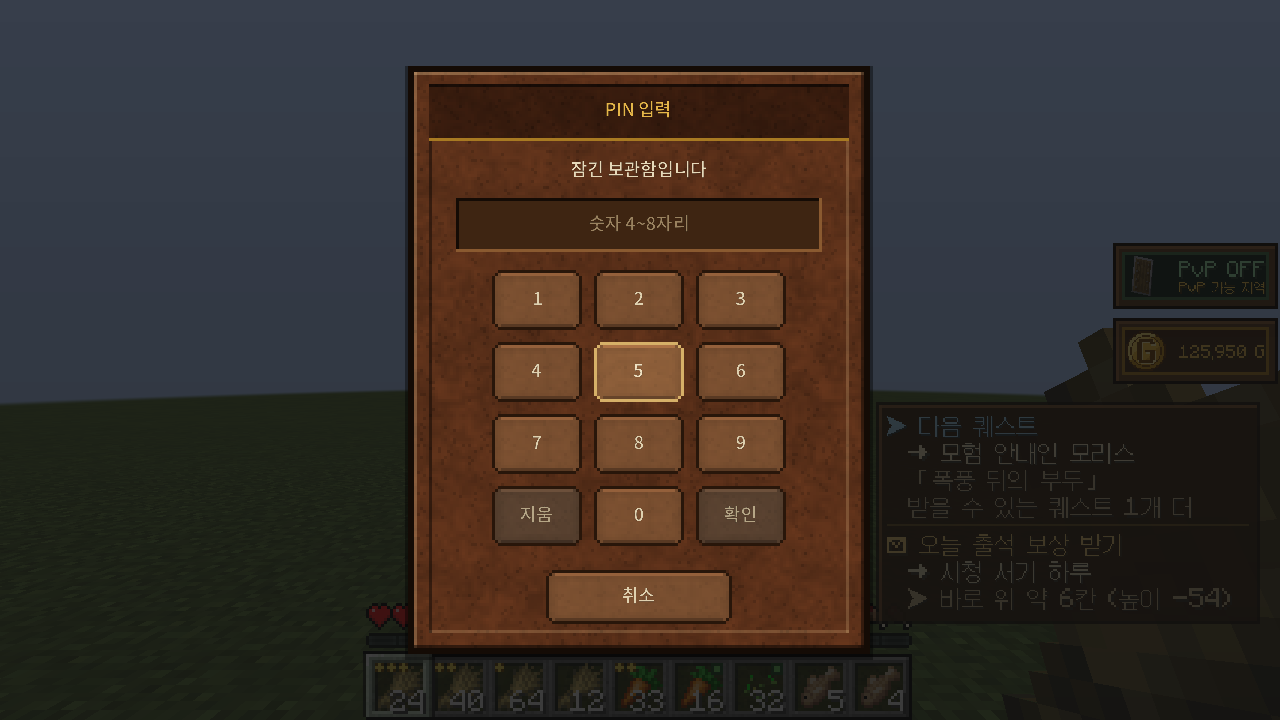 PIN 입력
잠긴 보관함입니다
숫자 4~8자리
1 2 3
4 5 6
7 8 9
지움 0 확인
취소
PvP OFF
PvP 가능 지역
125,950 G
다음 퀘스트
모험 안내인 모리스
「폭풍 뒤의 부두」
받을 수 있는 퀘스트 1개 더
오늘 출석 보상 받기
시청 서기 하루
바로 위 약 6칸 (높이 -54)
24 40 64 12 33 16 32 5 4